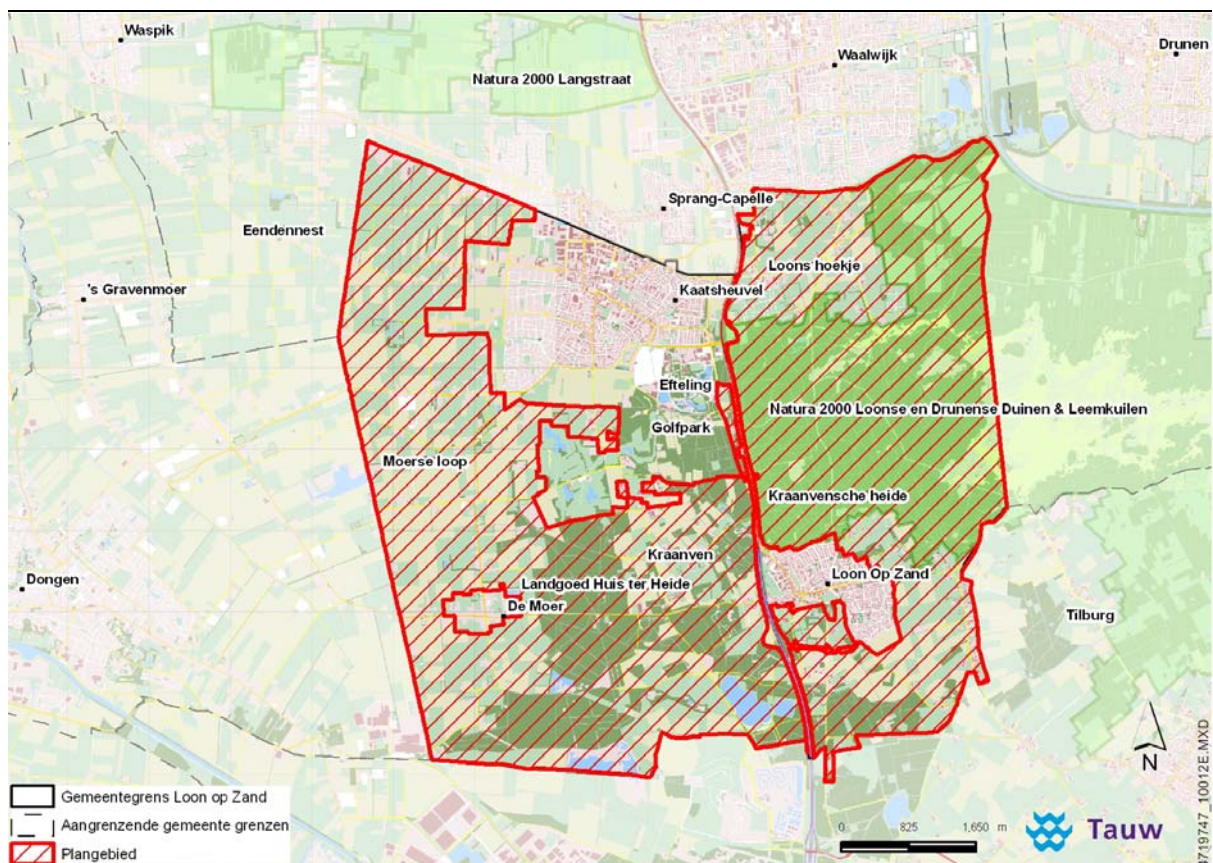 Waspik
Natura 2000 Langstraat
Waalwijk
Drunen
Sprang-Capelle
Eendennest
Loons hoekje
's Gravenmoer
Kaatsheuvel
Efteling
Natura 2000 Loonse en Drunense Duinen & Leemkuilen
Golfpark
Moerse loop
Kraanvensche heide
Kraanven
Loon Op Zand
Landgoed Huis ter Heide
Dongen
De Moer
Tilburg
N
Gemeentegrens Loon op Zand
Aangrenzende gemeente grenzen
Plangebied
0 825 1,650 m
Tauw
I719747_10012E.MXD